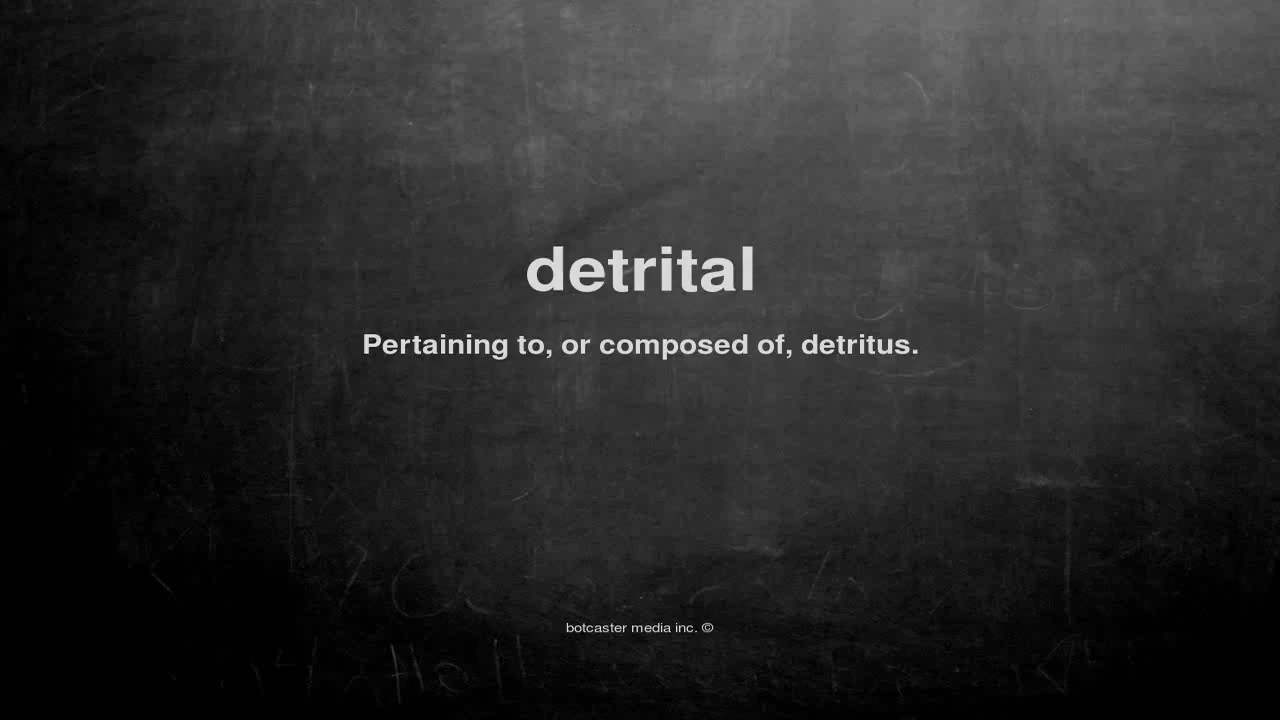 detrital
Pertaining to, or composed of, detritus.
botcaster media inc. ©